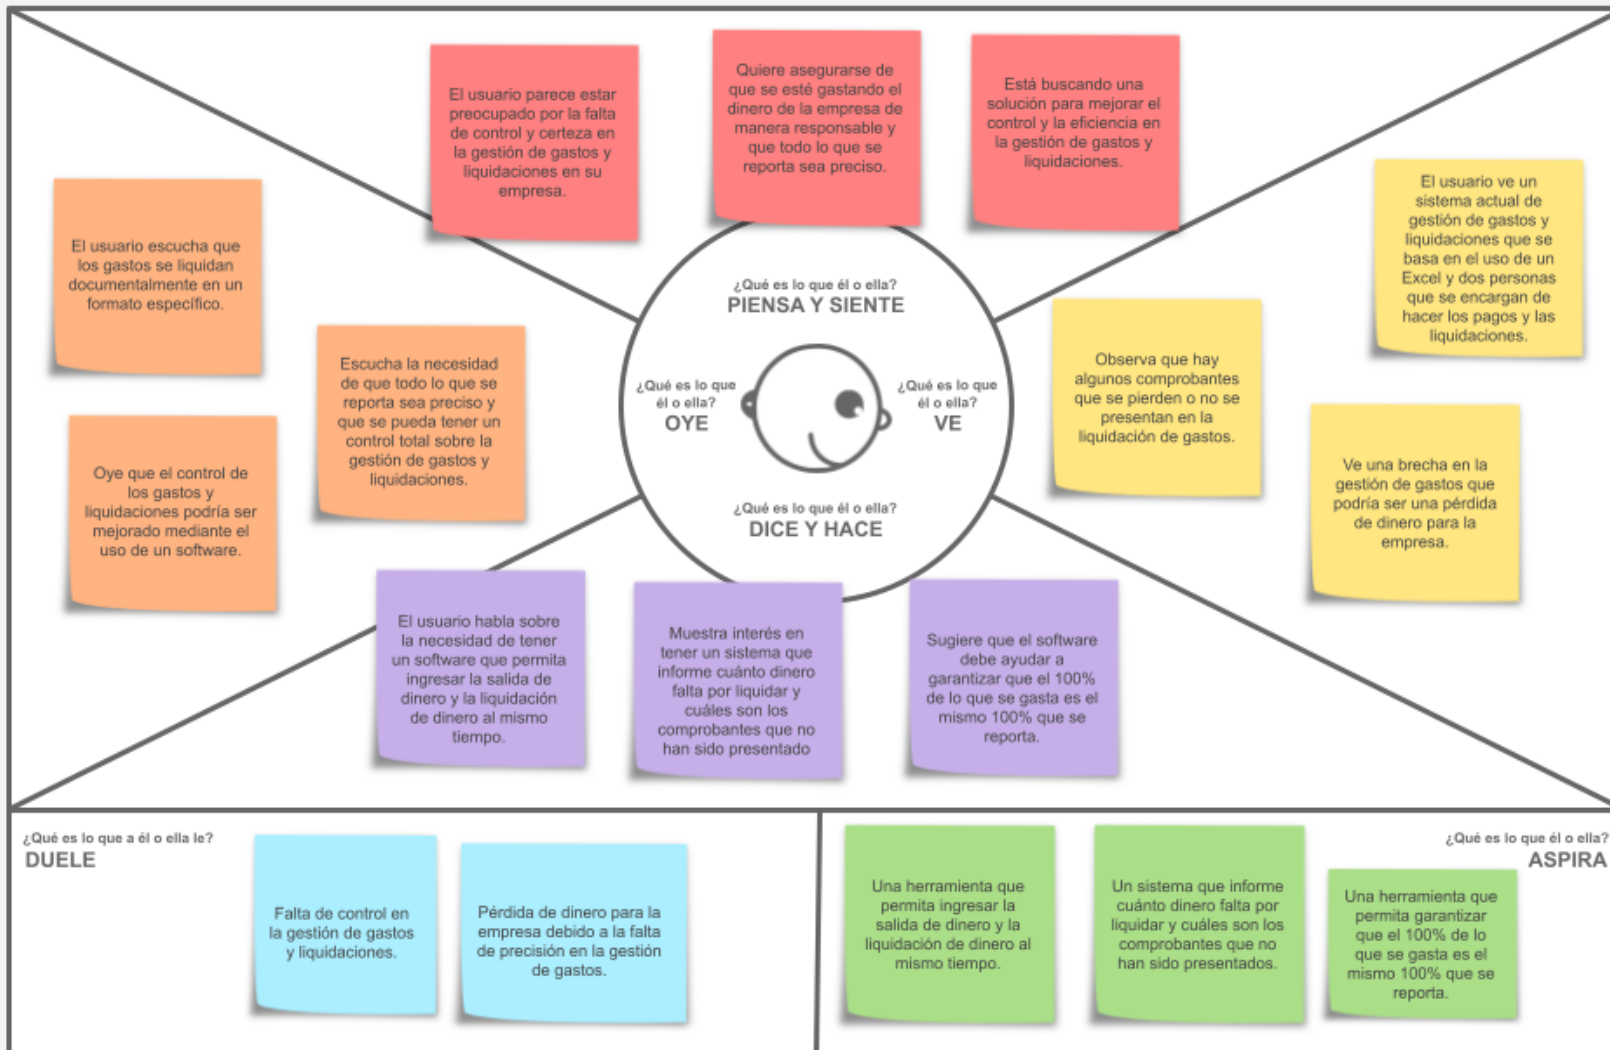 El usuario parece estar
preocupado por la falta
de control y certeza en
la gestión de gastos y
liquidaciones en su
empresa.
Quiere asegurarse de
que se esté gastando el
dinero de la empresa de
manera responsable y
que todo lo que se
reporta sea preciso.
Está buscando una
solución para mejorar el
control y la eficiencia en
la gestión de gastos y
liquidaciones.
El usuario escucha que
los gastos se liquidan
documentalmente en un
formato específico.
Escucha la necesidad
de que todo lo que se
reporta sea preciso y
que se pueda tener un
control total sobre la
gestión de gastos y
liquidaciones.
Oye que el control de
los gastos y
liquidaciones podría ser
mejorado mediante el
uso de un software.
¿Qué es lo que él o ella?
PIENSA Y SIENTE
¿Qué es lo que
él o ella?
OYE
¿Qué es lo que
él o ella?
VE
¿Qué es lo que él o ella?
DICE Y HACE
El usuario ve un
sistema actual de
gestión de gastos y
liquidaciones que se
basa en el uso de un
Excel y dos personas
que se encargan de
hacer los pagos y las
liquidaciones.
Observa que hay
algunos comprobantes
que se pierden o no se
presentan en la
liquidación de gastos.
Ve una brecha en la
gestión de gastos que
podría ser una pérdida
de dinero para la
empresa.
El usuario habla sobre
la necesidad de tener
un software que permita
ingresar la salida de
dinero y la liquidación
de dinero al mismo
tiempo.
Muestra interés en
tener un sistema que
informe cuánto dinero
falta por liquidar y
cuáles son los
comprobantes que no
han sido presentado
Sugiere que el software
debe ayudar a
garantizar que el 100%
de lo que se gasta es el
mismo 100% que se
reporta.
¿Qué es lo que a él o ella le?
DUELE
Falta de control en
la gestión de gastos
y liquidaciones.
Pérdida de dinero para la
empresa debido a la falta
de precisión en la gestión
de gastos.
¿Qué es lo que él o ella?
ASPIRA
Una herramienta que
permita ingresar la
salida de dinero y la
liquidación de dinero al
mismo tiempo.
Un sistema que informe
cuánto dinero falta por
liquidar y cuáles son los
comprobantes que no
han sido presentados.
Una herramienta que
permita garantizar
que el 100% de lo
que se gasta es el
mismo 100% que se
reporta.